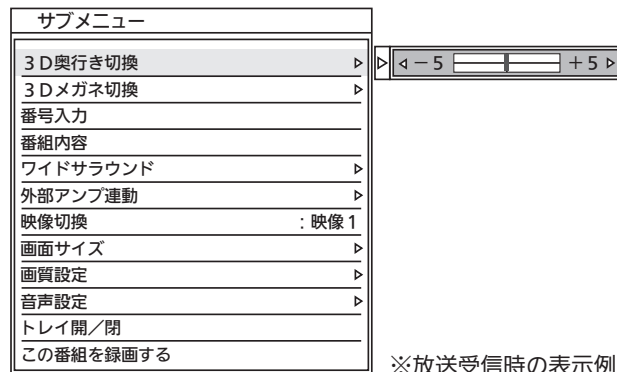 サブメニュー
3D奥行き切換 ▷ ▷ ◁ −5 +5 ▷
3Dメガネ切換 ▷
番号入力
番組内容
ワイドサラウンド ▷
外部アンプ連動 ▷
映像切換 :映像1
画面サイズ ▷
画質設定 ▷
音声設定 ▷
トレイ開/閉
この番組を録画する
※放送受信時の表示例